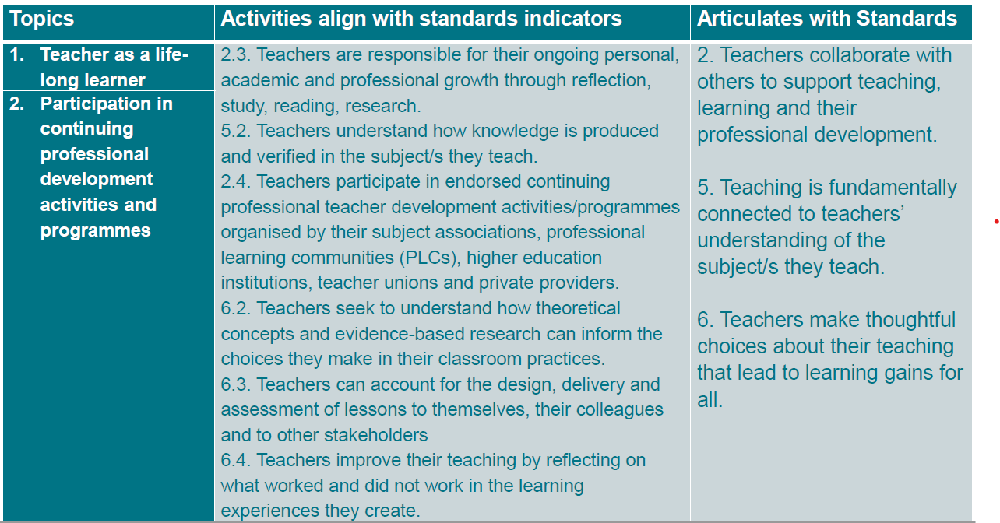 Topics
Activities align with standards indicators
Articulates with Standards
1. Teacher as a life-
long learner
2. Participation in
continuing
professional
development
activities and
programmes
2.3. Teachers are responsible for their ongoing personal,
academic and professional growth through reflection,
study, reading, research.
5.2. Teachers understand how knowledge is produced
and verified in the subject/s they teach.
2.4. Teachers participate in endorsed continuing
professional teacher development activities/programmes
organised by their subject associations, professional
learning communities (PLCs), higher education
institutions, teacher unions and private providers.
6.2. Teachers seek to understand how theoretical
concepts and evidence-based research can inform the
choices they make in their classroom practices.
6.3. Teachers can account for the design, delivery and
assessment of lessons to themselves, their colleagues
and to other stakeholders
6.4. Teachers improve their teaching by reflecting on
what worked and did not work in the learning
experiences they create.
2. Teachers collaborate with
others to support teaching,
learning and their
professional development.
5. Teaching is fundamentally
connected to teachers’
understanding of the
subject/s they teach.
6. Teachers make thoughtful
choices about their teaching
that lead to learning gains for
all.